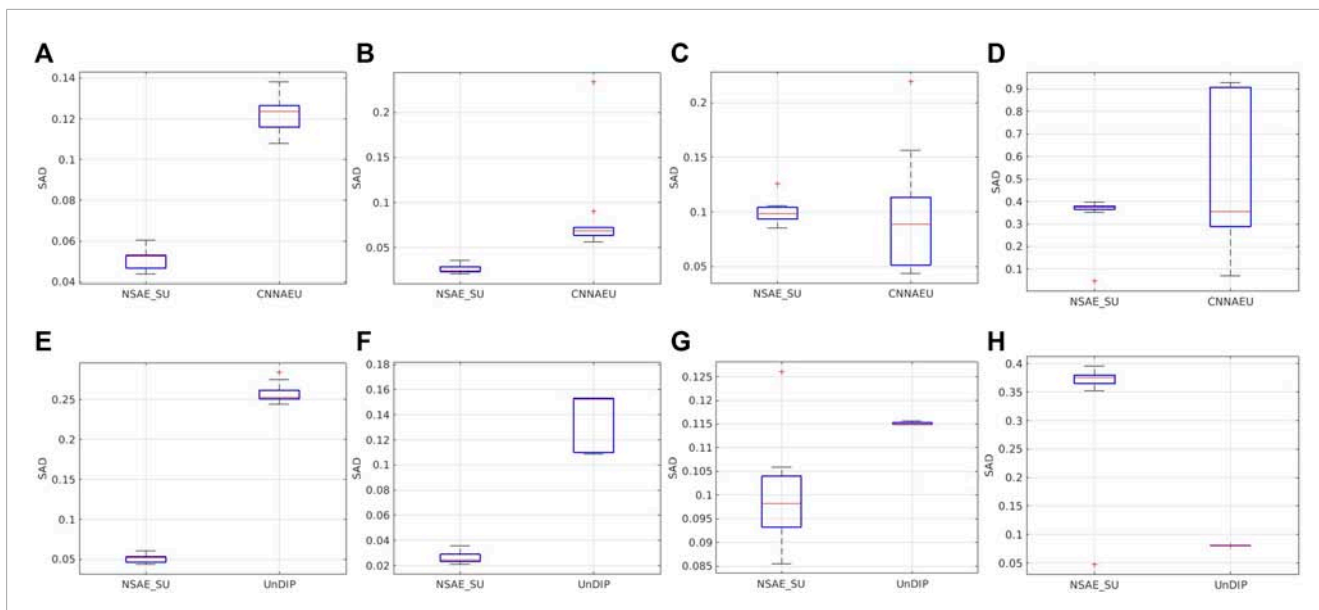 A
SAD
0.14
0.12
0.1
0.08
0.06
0.04
NSAE_SU CNNAEU
B
SAD
0.2
0.15
0.1
0.05
NSAE_SU CNNAEU
C
SAD
0.2
0.15
0.1
0.05
NSAE_SU CNNAEU
D
SAD
0.9
0.8
0.7
0.6
0.5
0.4
0.3
0.2
0.1
NSAE_SU CNNAEU
E
SAD
0.25
0.2
0.15
0.1
0.05
NSAE_SU UnDIP
F
SAD
0.18
0.16
0.14
0.12
0.1
0.08
0.06
0.04
0.02
NSAE_SU UnDIP
G
SAD
0.125
0.12
0.115
0.11
0.105
0.1
0.095
0.09
0.085
NSAE_SU UnDIP
H
SAD
0.4
0.35
0.3
0.25
0.2
0.15
0.1
0.05
NSAE_SU UnDIP